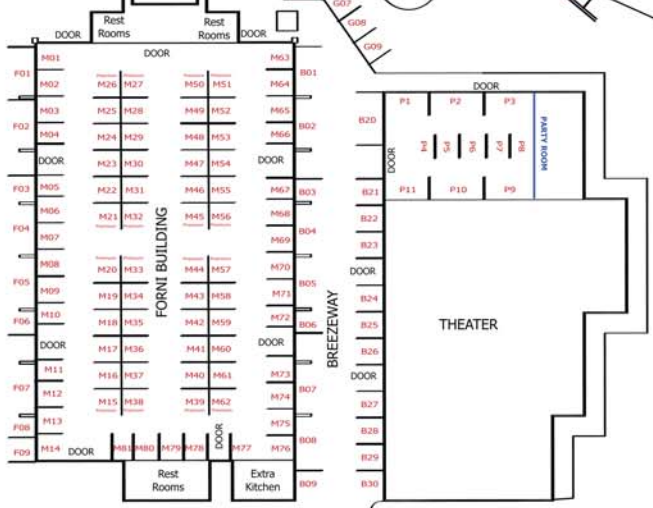 G07
G08
G09
Rest Rooms
Rest Rooms
DOOR
DOOR
DOOR
DOOR
F01
M01
M63
B01
M02
M26 M27
M50 M51
M64
P1
P2
P3
M03
M25 M28
M49 M52
M65
F02
B02
B20
M04
M24 M29
M48 M53
M66
P4
P5
P6
P7
P8
PARTY ROOM
DOOR
M23 M30
M47 M54
DOOR
DOOR
F03
M05
M22 M31
M46 M55
M67
B03
B21
P11
P10
P9
M06
M21 M32
M45 M56
M68
B22
F04
M07
M69
B04
B23
FORNI BUILDING
M08
M20 M33
M44 M57
M70
DOOR
F05
M09
M19 M34
M43 M58
M71
B05
B24
BREEZEWAY
F06
M10
M18 M35
M42 M59
M72
B06
B25
THEATER
DOOR
M17 M36
M41 M60
DOOR
B26
M11
M16 M37
M40 M61
M73
DOOR
F07
M12
M15 M38
M39 M62
M74
B07
B27
F08
M13
M75
B28
DOOR
F09
M14
DOOR
M81 M80 M79 M78
M77
M76
B08
B29
Rest Rooms
Extra Kitchen
B09
B30